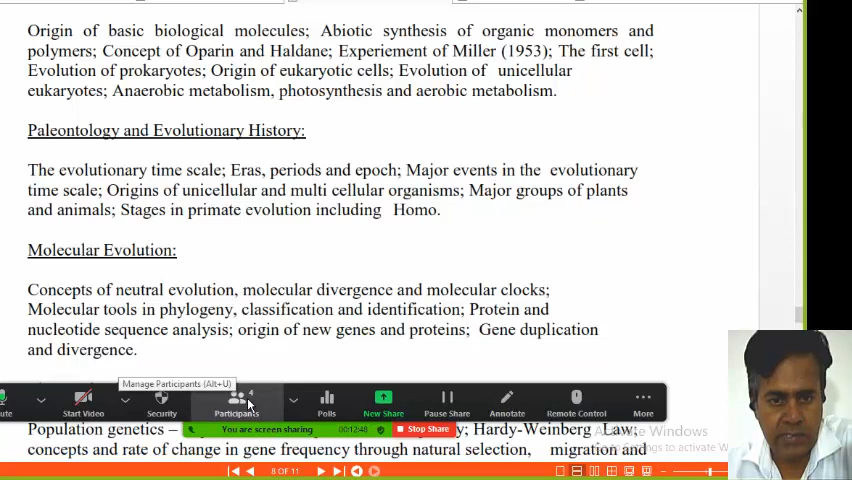 Origin of basic biological molecules; Abiotic synthesis of organic monomers and
polymers; Concept of Oparin and Haldane; Experiement of Miller (1953); The first cell;
Evolution of prokaryotes; Origin of eukaryotic cells; Evolution of unicellular
eukaryotes; Anaerobic metabolism, photosynthesis and aerobic metabolism.
Paleontology and Evolutionary History:
The evolutionary time scale; Eras, periods and epoch; Major events in the evolutionary
time scale; Origins of unicellular and multi cellular organisms; Major groups of plants
and animals; Stages in primate evolution including Homo.
Molecular Evolution:
Concepts of neutral evolution, molecular divergence and molecular clocks;
Molecular tools in phylogeny, classification and identification; Protein and
nucleotide sequence analysis; origin of new genes and proteins; Gene duplication
and divergence.
Manage Participants (Alt+U)
4
Start Video Security Participants Polls New Share Pause Share Annotate Remote Control More
Population genetics – Hardy-Weinberg Law;
You are screen sharing 00:12:48 Stop Share
Activate Windows
concepts and rate of change in gene frequency through natural selection, migration and
8 OF 11